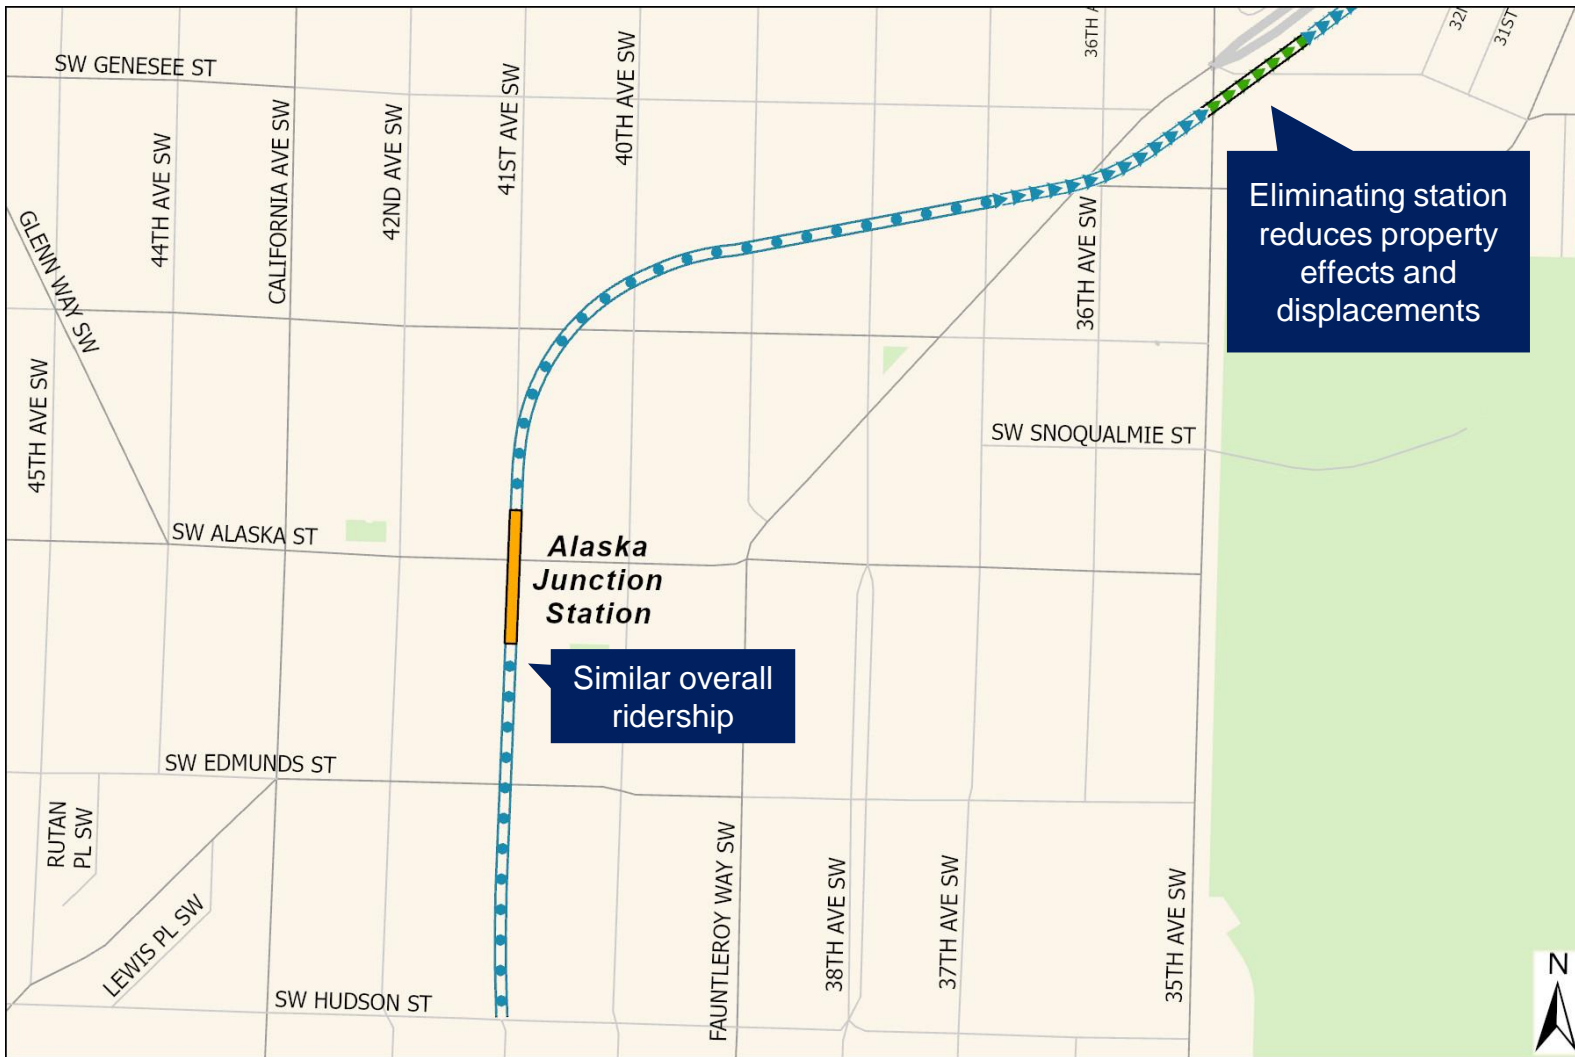 SW GENESEE ST
44TH AVE SW
CALIFORNIA AVE SW
42ND AVE SW
41ST AVE SW
40TH AVE SW
36TH A
31ST
Eliminating station
reduces property
effects and
displacements
GLENN WAY SW
36TH AVE SW
45TH AVE SW
SW SNOQUALMIE ST
SW ALASKA ST
Alaska
Junction
Station
Similar overall
ridership
SW EDMUNDS ST
RUTAN
PL SW
LEWIS PL SW
FAUNTLEROY WAY SW
38TH AVE SW
37TH AVE SW
35TH AVE SW
SW HUDSON ST
N